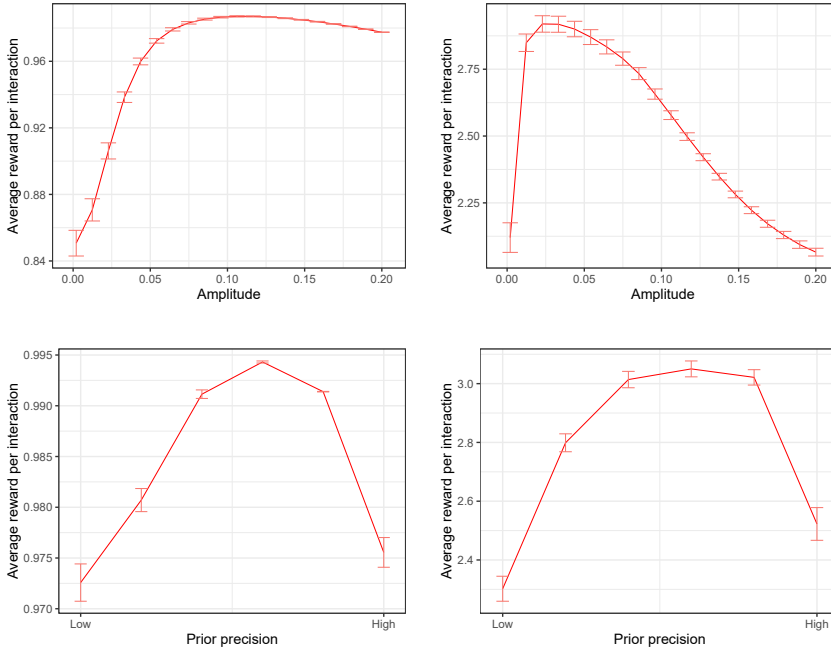 Average reward per interaction
0.96
0.92
0.88
0.84
0.00
0.05
0.10
0.15
0.20
Amplitude
Average reward per interaction
2.75
2.50
2.25
0.00
0.05
0.10
0.15
0.20
Amplitude
Average reward per interaction
0.995
0.990
0.985
0.980
0.975
0.970
Low
High
Prior precision
Average reward per interaction
3.0
2.8
2.6
2.4
Low
High
Prior precision